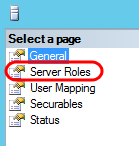 Select a page
General
Server Roles
User Mapping
Securables
Status